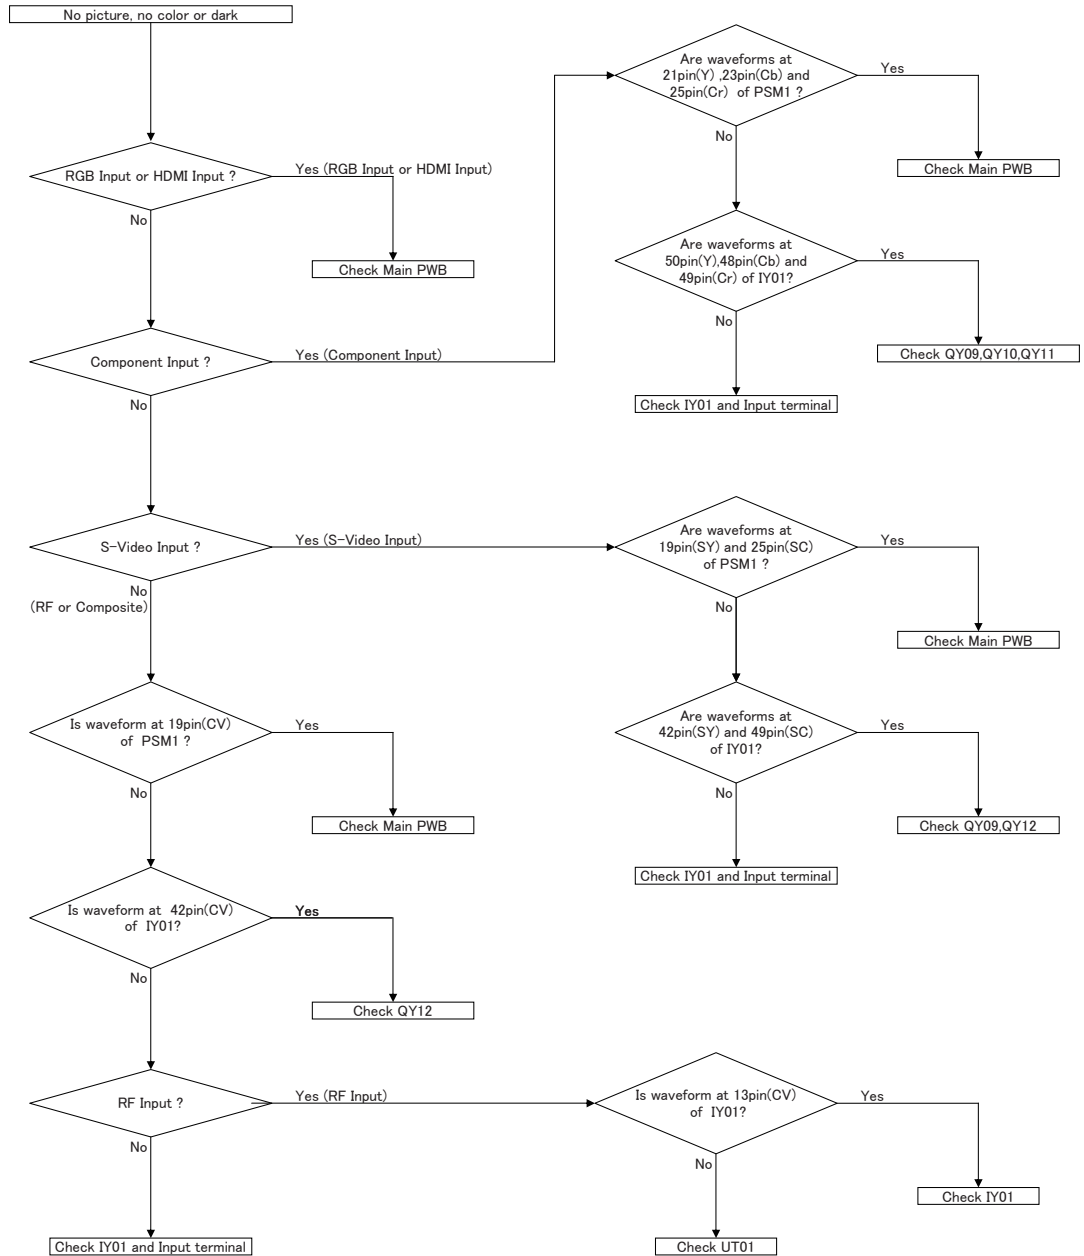 No picture, no color or dark
RGB Input or HDMI Input ?
Yes (RGB Input or HDMI Input)
No
Check Main PWB
Component Input ?
Yes (Component Input)
No
Are waveforms at
21pin(Y) ,23pin(Cb) and
25pin(Cr) of PSM1 ?
Yes
No
Check Main PWB
Are waveforms at
50pin(Y),48pin(Cb) and
49pin(Cr) of IY01?
Yes
No
Check QY09,QY10,QY11
Check IY01 and Input terminal
S-Video Input ?
Yes (S-Video Input)
No
(RF or Composite)
Are waveforms at
19pin(SY) and 25pin(SC)
of PSM1 ?
Yes
No
Check Main PWB
Are waveforms at
42pin(SY) and 49pin(SC)
of IY01?
Yes
No
Check QY09,QY12
Check IY01 and Input terminal
Is waveform at 19pin(CV)
of PSM1 ?
Yes
No
Check Main PWB
Is waveform at 42pin(CV)
of IY01?
Yes
No
Check QY12
RF Input ?
Yes (RF Input)
No
Is waveform at 13pin(CV)
of IY01?
Yes
No
Check IY01
Check UT01
Check IY01 and Input terminal